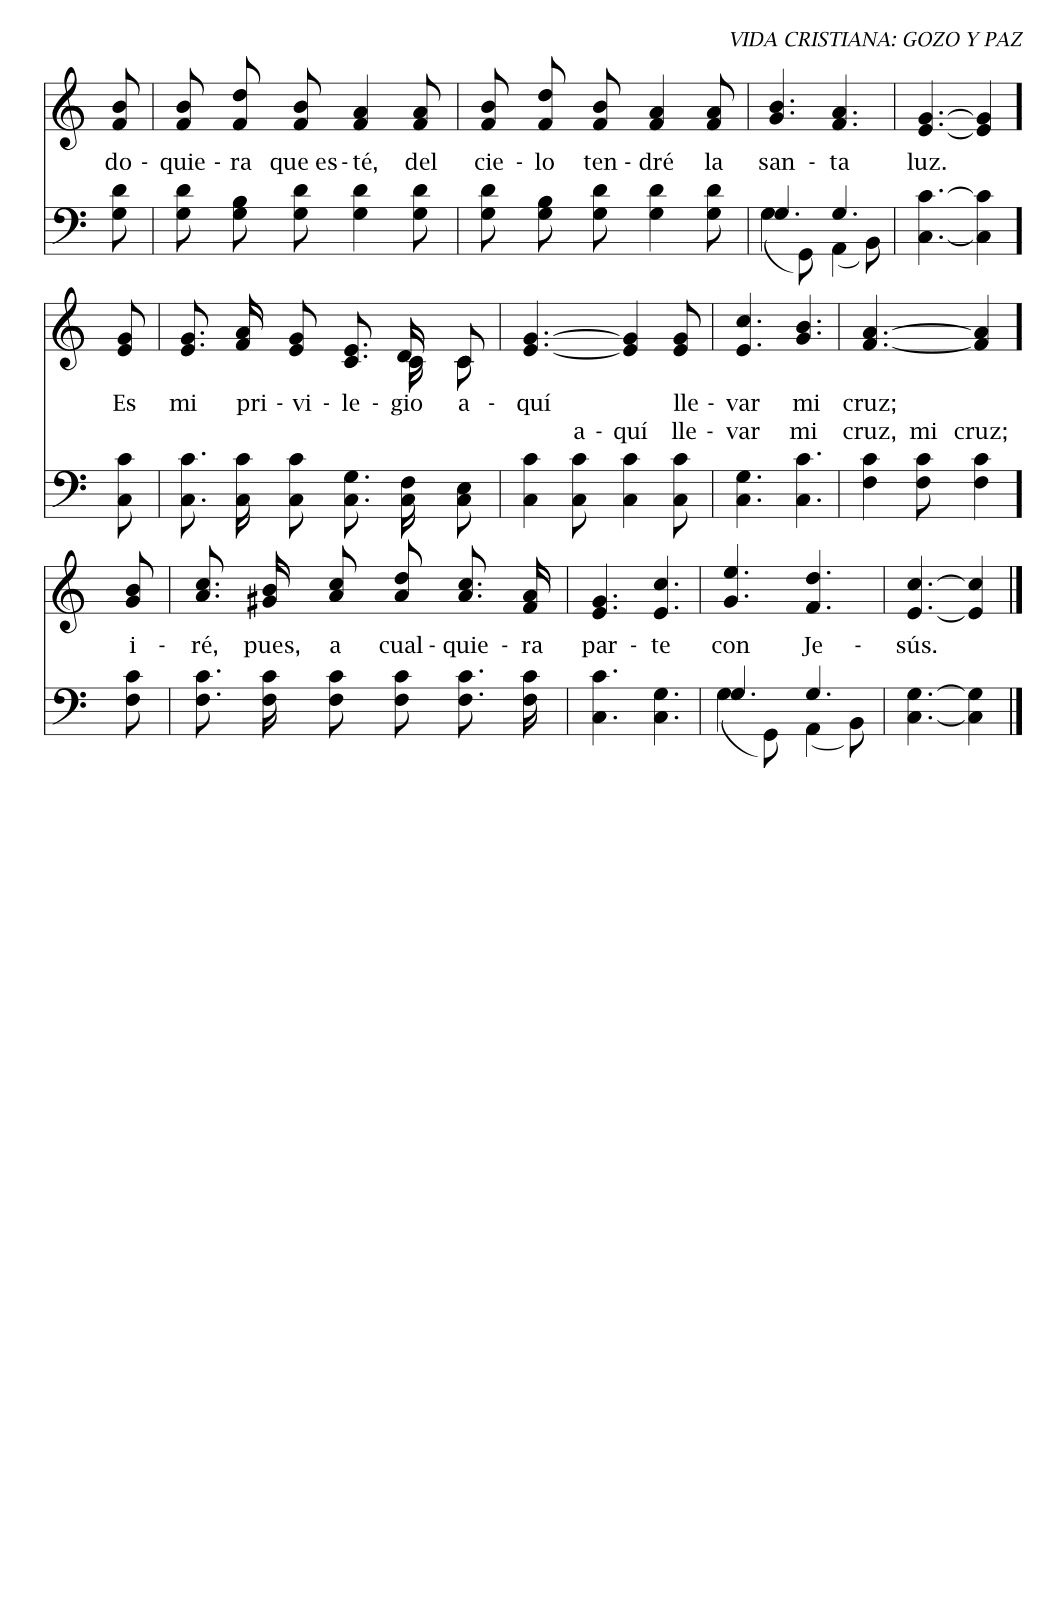 VIDA CRISTIANA: GOZO Y PAZ
do - quie - ra que es - té, del cie - lo ten - dré la san - ta luz.
Es mi pri - vi - le - gio a - quí lle - var mi cruz;
a - quí lle - var mi cruz, mi cruz;
i - ré, pues, a cual - quie - ra par - te con Je - sús.